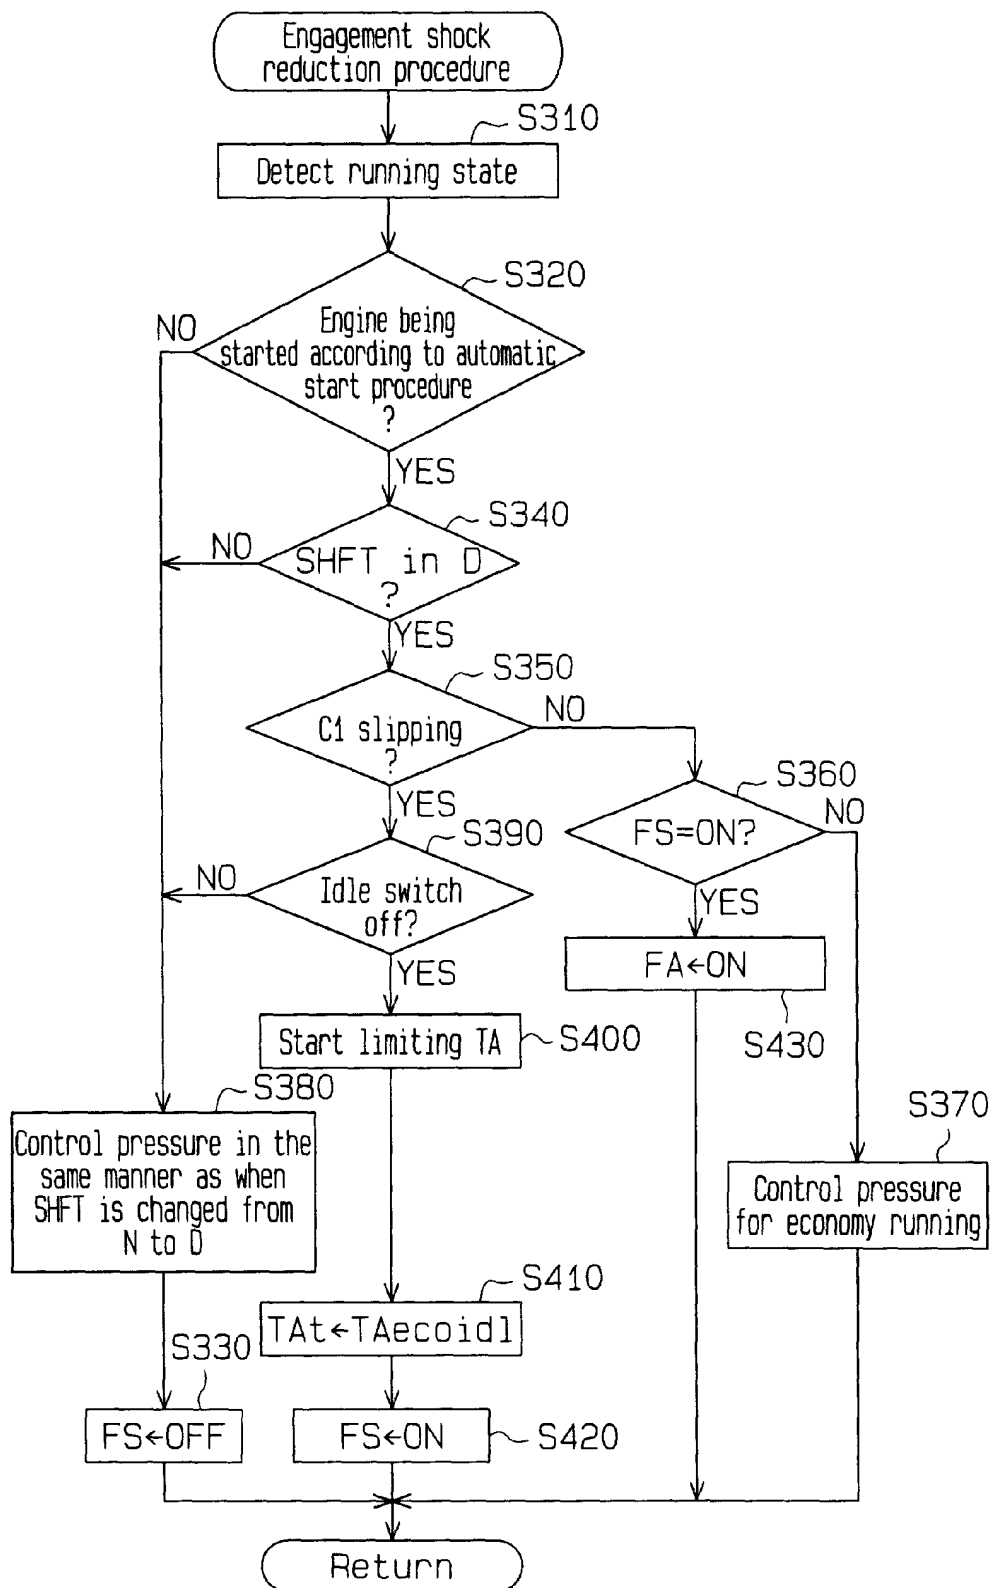 Engagement shock
reduction procedure
S310
Detect running state
S320
Engine being
started according to automatic
start procedure
?
NO
YES
S340
SHFT in D
?
NO
YES
S350
C1 slipping
?
NO
YES
S360
FS=ON?
NO
YES
S390
Idle switch
off?
NO
YES
FA←ON
S430
Start limiting TA
S400
S380
Control pressure in the
same manner as when
SHFT is changed from
N to D
S370
Control pressure
for economy running
S410
TAt←TAecoidl
S330
FS←OFF
FS←ON
S420
Return